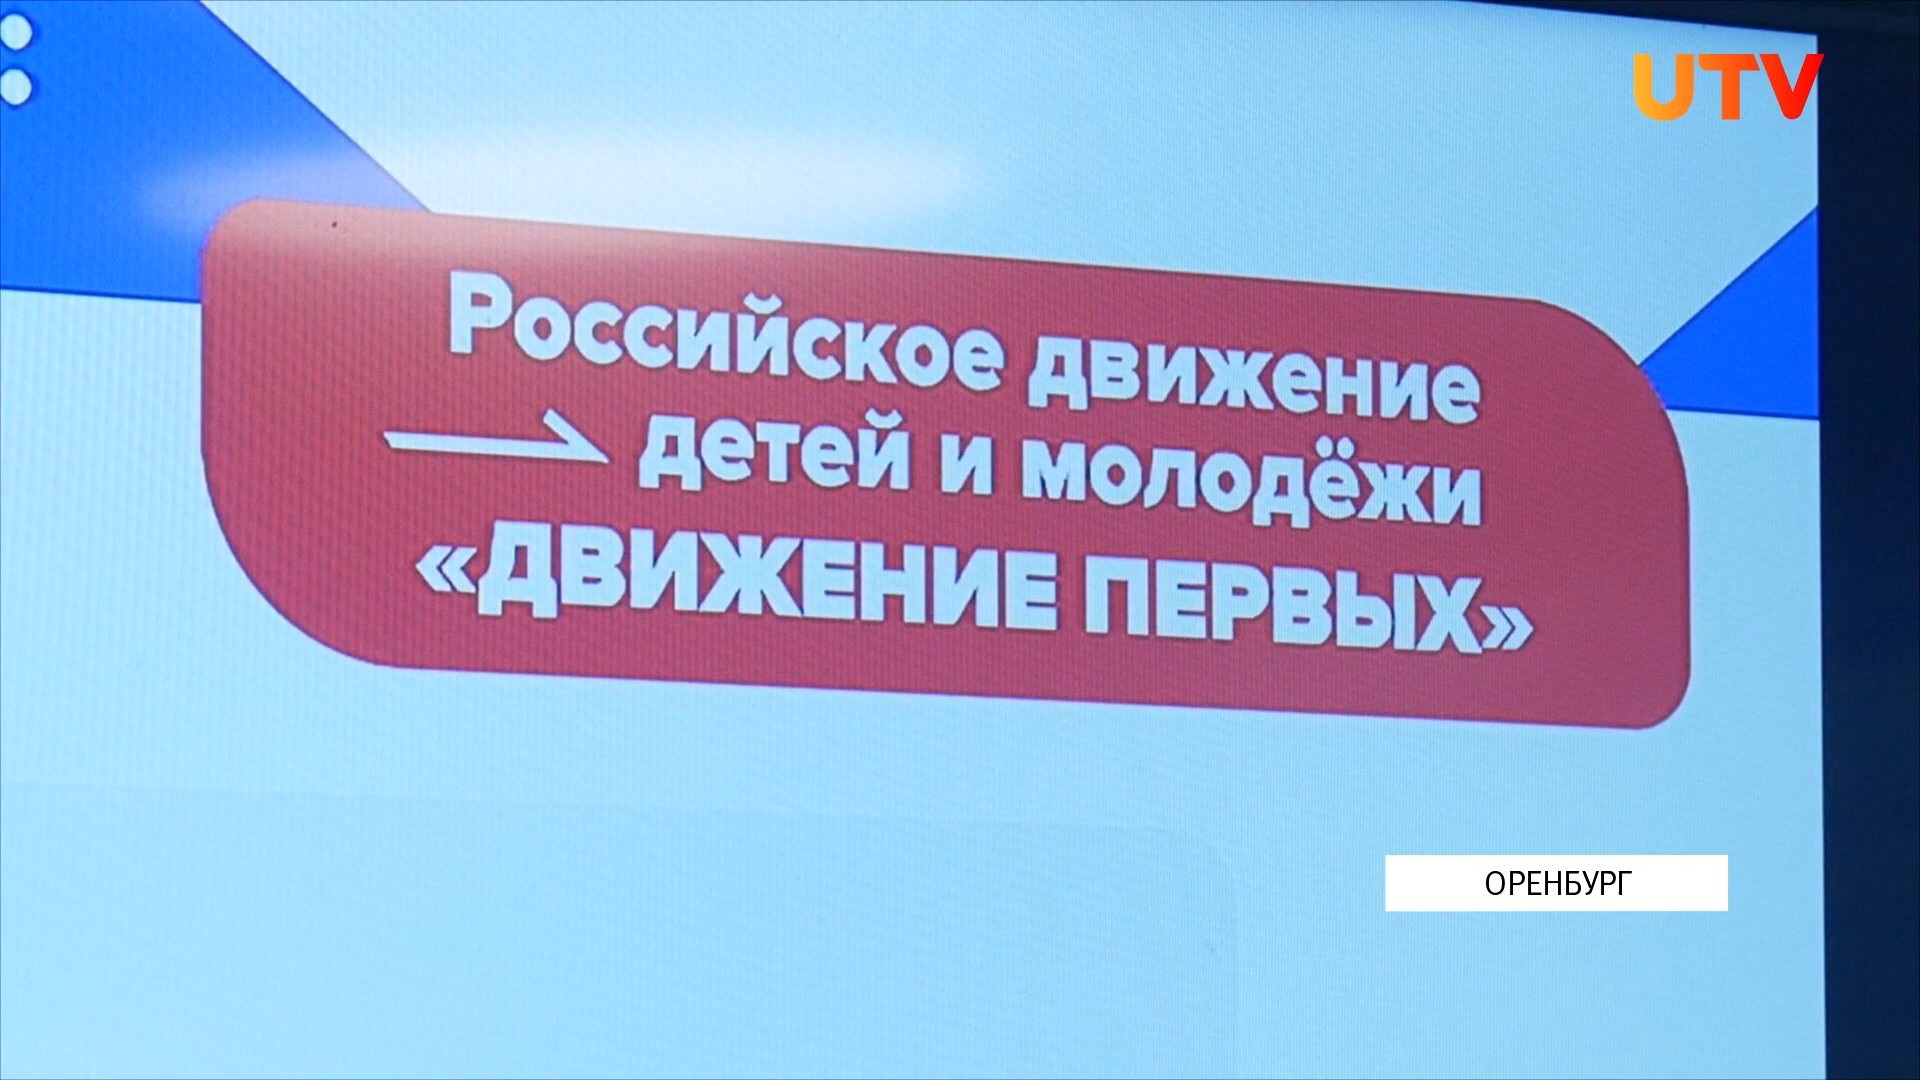 UTV
Российское движение
детей и молодёжи
«ДВИЖЕНИЕ ПЕРВЫХ»
ОРЕНБУРГ